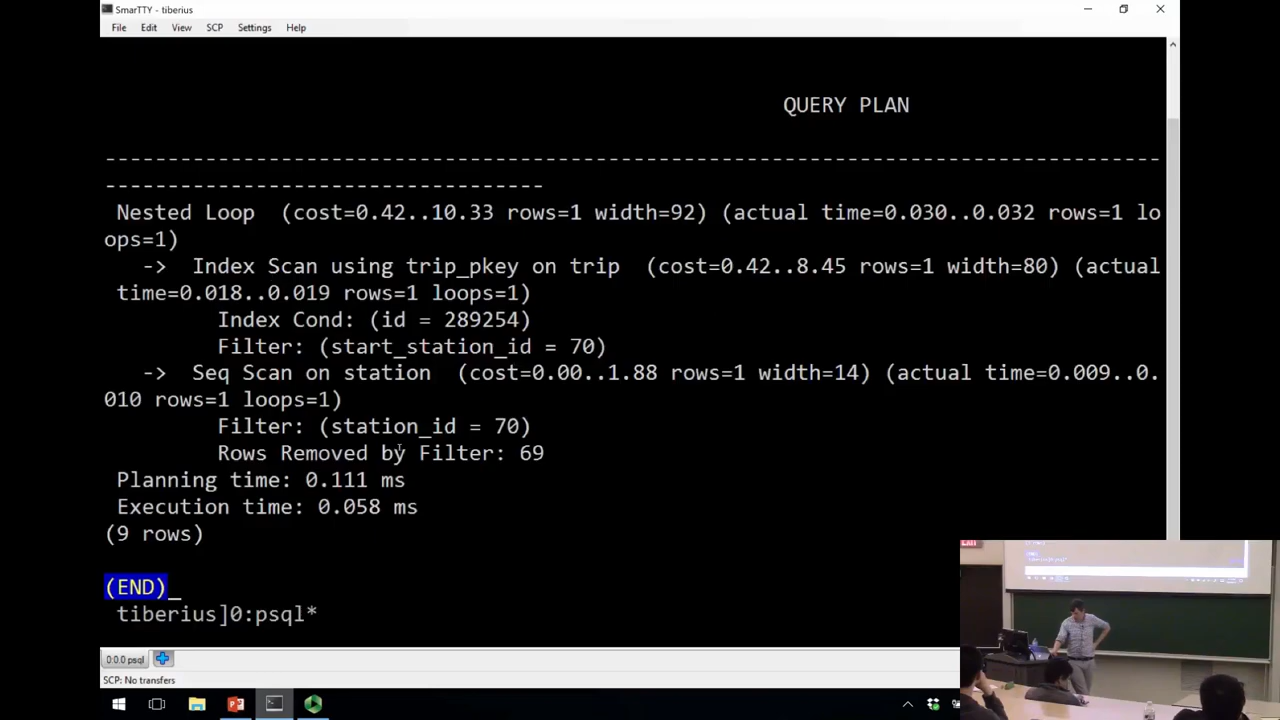 SmarTTY - tiberius
File Edit View SCP Settings Help
QUERY PLAN
------------------------------------------------------------------------------------
-----------------------------------
Nested Loop (cost=0.42..10.33 rows=1 width=92) (actual time=0.030..0.032 rows=1 lo
ops=1)
-> Index Scan using trip_pkey on trip (cost=0.42..8.45 rows=1 width=80) (actual
time=0.018..0.019 rows=1 loops=1)
Index Cond: (id = 289254)
Filter: (start_station_id = 70)
-> Seq Scan on station (cost=0.00..1.88 rows=1 width=14) (actual time=0.009..0.
010 rows=1 loops=1)
Filter: (station_id = 70)
Rows Removed by Filter: 69
Planning time: 0.111 ms
Execution time: 0.058 ms
(9 rows)
(END)
tiberius]0:psql*
0:0.0 psql
SCP: No transfers
EXIT